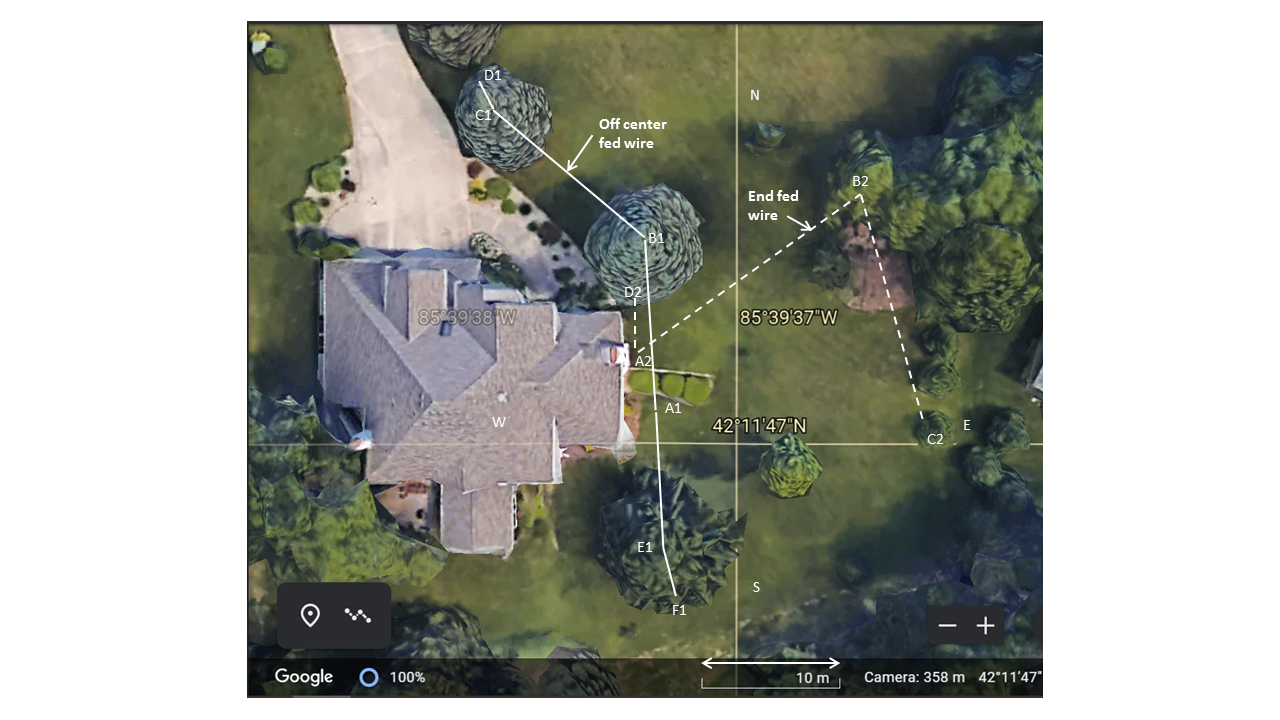 D1
N
C1
Off center
fed wire
B2
End fed
wire
B1
D2
85°39'38"W
85°39'37"W
A2
A1
W
42°11'47"N
E
C2
E1
S
F1
Google
100%
10 m
Camera: 358 m
42°11'47"